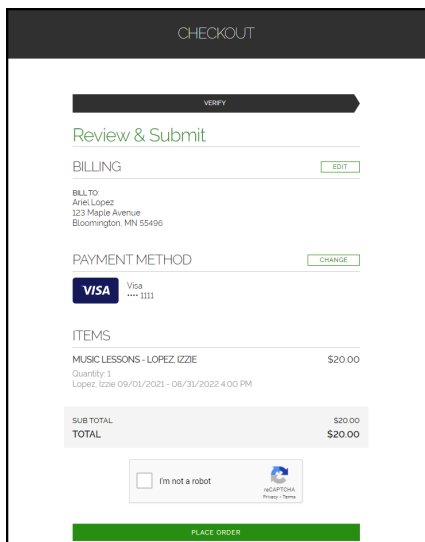 CHECKOUT
VERIFY
Review & Submit
BILLING
EDIT
BILL TO:
Ariel Lopez
123 Maple Avenue
Bloomington, MN 55496
PAYMENT METHOD
CHANGE
VISA
Visa
•••• 1111
ITEMS
MUSIC LESSONS - LOPEZ, IZZIE $20.00
Quantity: 1
Lopez, Izzie 09/01/2021 - 08/31/2022 4:00 PM
SUB TOTAL $20.00
TOTAL $20.00
I'm not a robot
reCAPTCHA
Privacy - Terms
PLACE ORDER